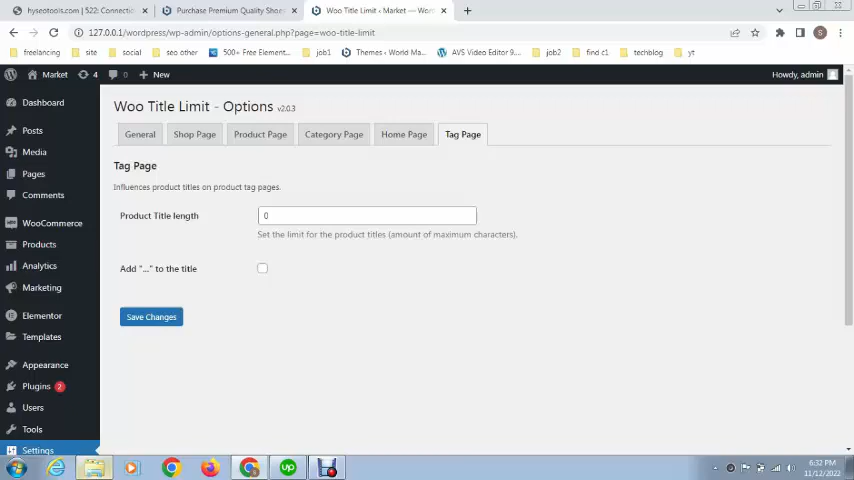 hyseotools.com | 522: Connectio
Purchase Premium Quality Shoes
Woo Title Limit ‹ Market — Word
127.0.0.1/wordpress/wp-admin/options-general.php?page=woo-title-limit
freelancing
site
social
seo other
500+ Free Element...
job1
Themes ‹ World Ma...
AVS Video Editor 9....
job2
find c1
techblog
yt
Market
4
0
New
Howdy, admin
Dashboard
Posts
Media
Pages
Comments
WooCommerce
Products
Analytics
Marketing
Elementor
Templates
Appearance
Plugins 2
Users
Tools
Settings
Woo Title Limit - Options v2.0.3
General
Shop Page
Product Page
Category Page
Home Page
Tag Page
Tag Page
Influences product titles on product tag pages.
Product Title length
0
Set the limit for the product titles (amount of maximum characters).
Add "..." to the title
Save Changes
up
6:32 PM
11/12/2022